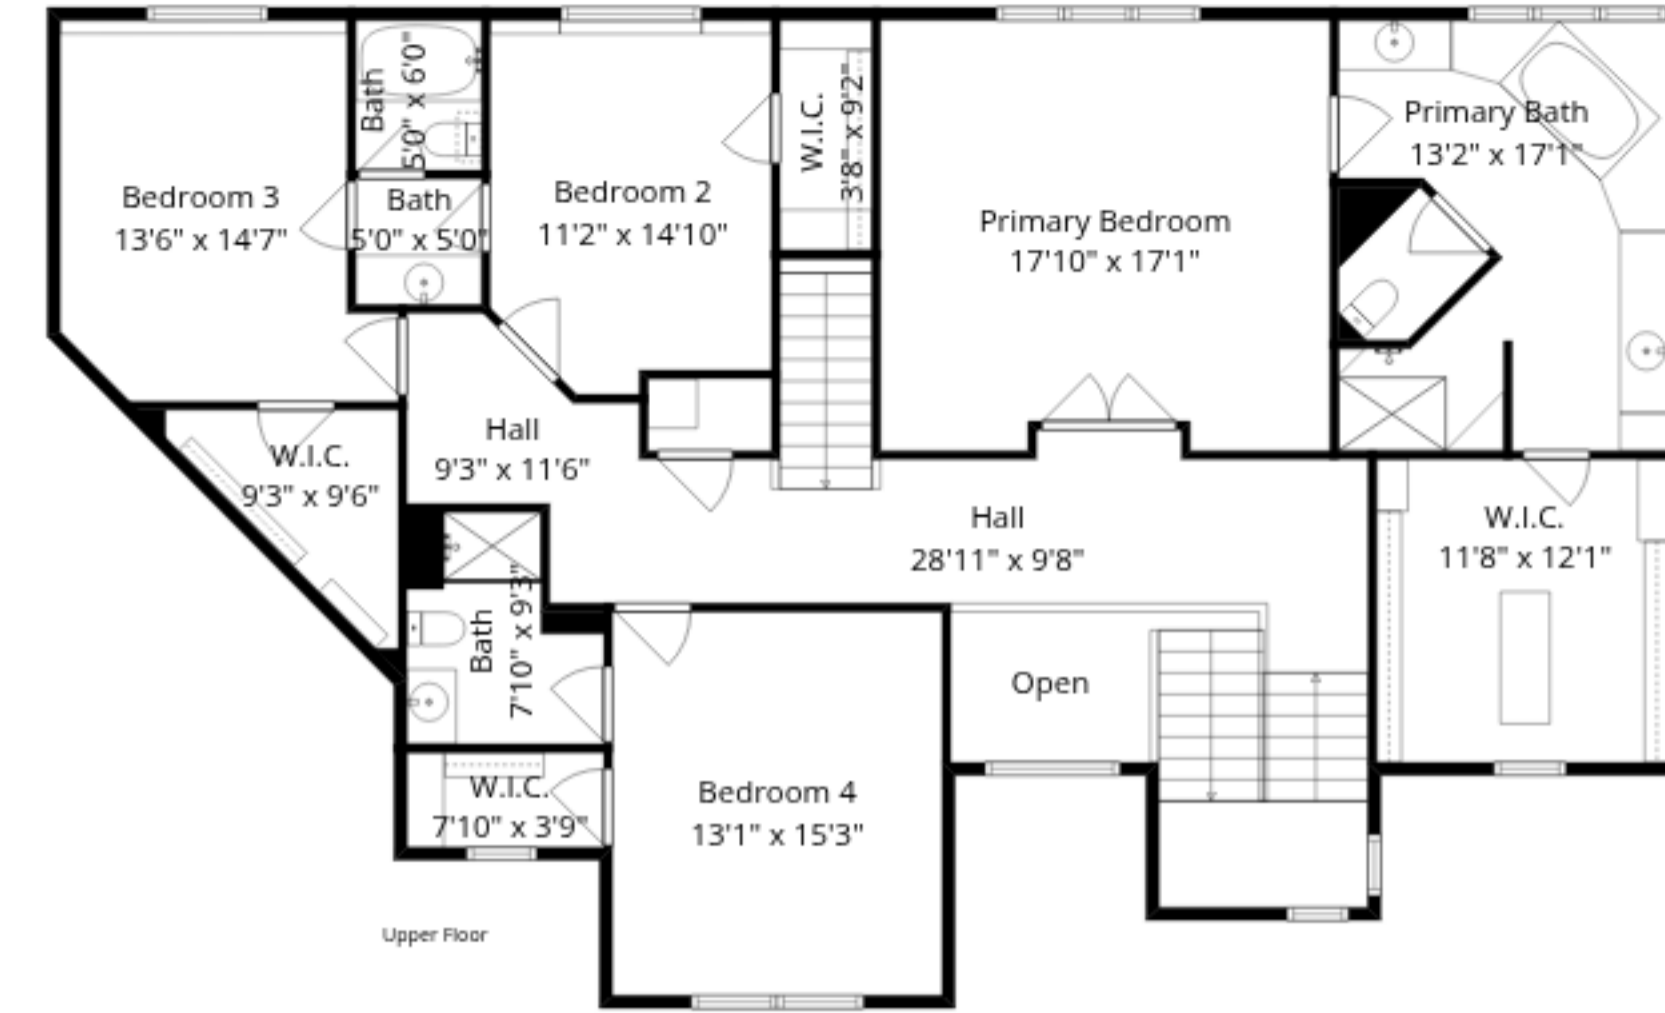 Bath
5'0" x 6'0"
W.I.C.
3'8" x 9'2"
Primary Bath
13'2" x 17'1"
Bedroom 3
13'6" x 14'7"
Bath
5'0" x 5'0"
Bedroom 2
11'2" x 14'10"
Primary Bedroom
17'10" x 17'1"
Hall
9'3" x 11'6"
W.I.C.
9'3" x 9'6"
Hall
28'11" x 9'8"
W.I.C.
11'8" x 12'1"
Bath
7'10" x 9'3"
Open
W.I.C.
7'10" x 3'9"
Bedroom 4
13'1" x 15'3"
Upper Floor